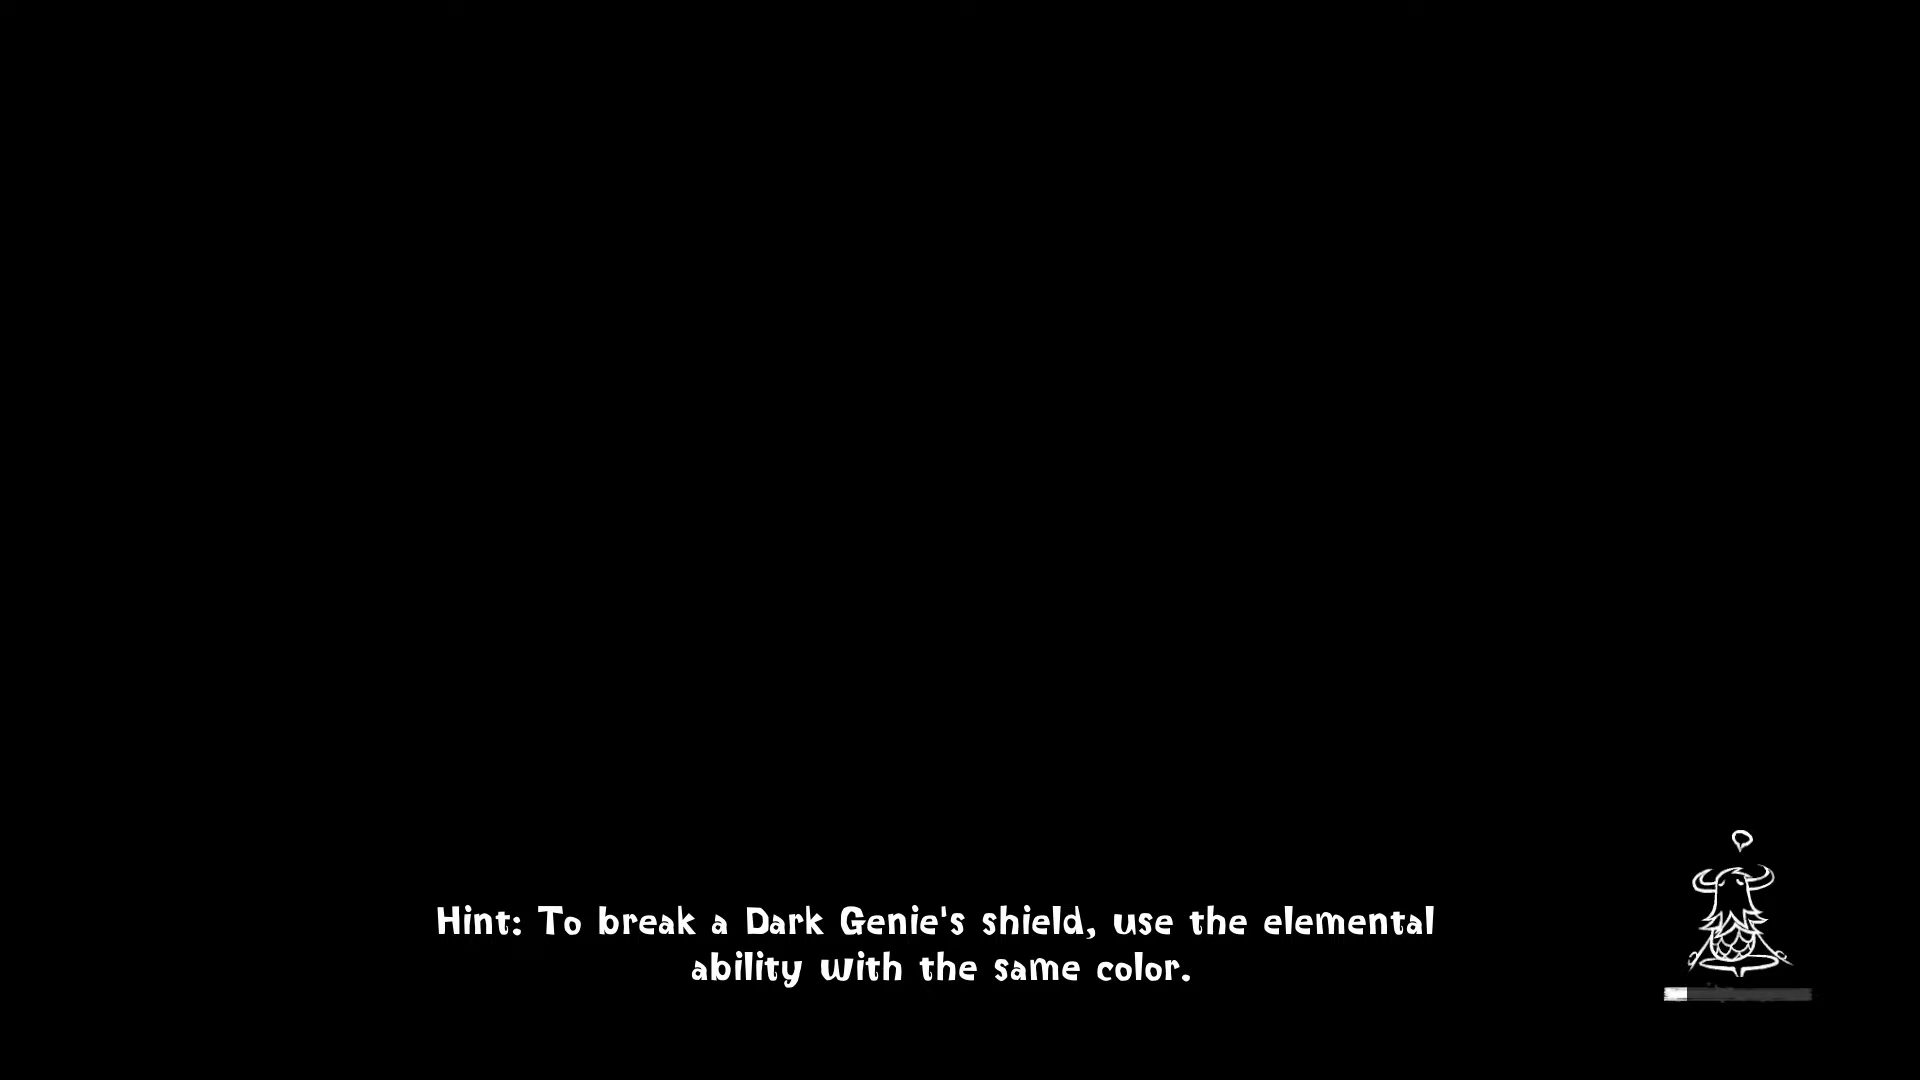 Hint: To break a Dark Genie's shield, use the elemental
ability with the same color.